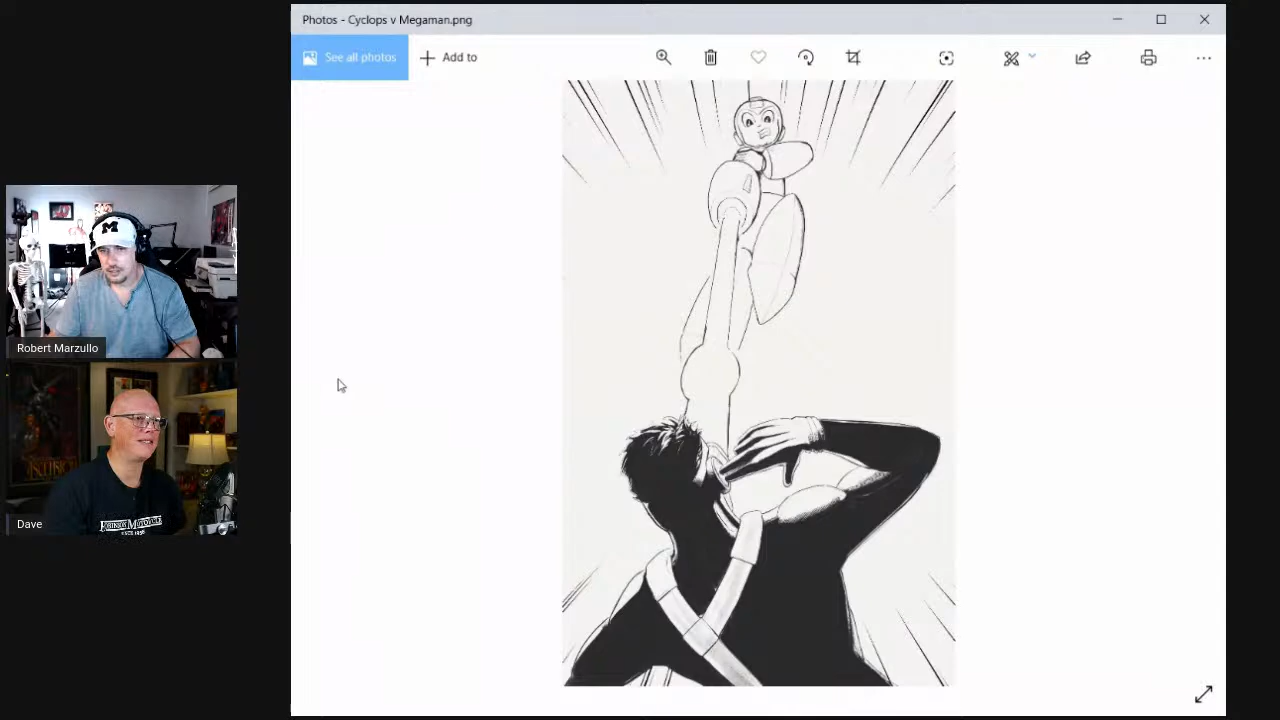 Photos - Cyclops v Megaman.png
See all photos
Add to
M
Robert Marzullo
Dave